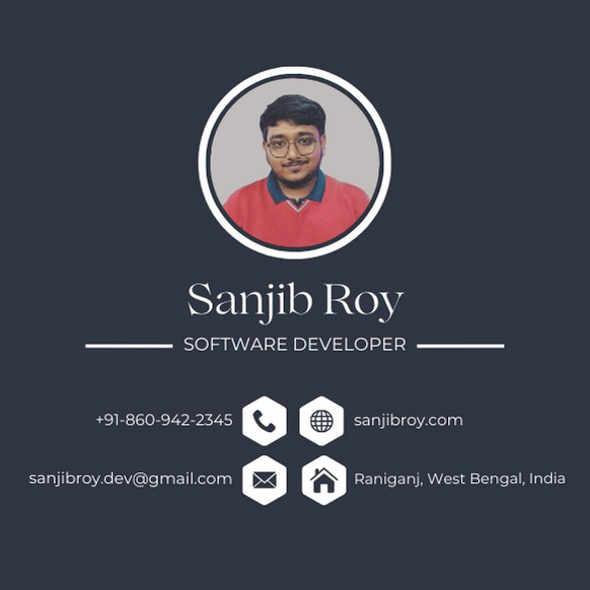 Sanjib Roy
SOFTWARE DEVELOPER
+91-860-942-2345
sanjibroy.com
sanjibroy.dev@gmail.com
Raniganj, West Bengal, India